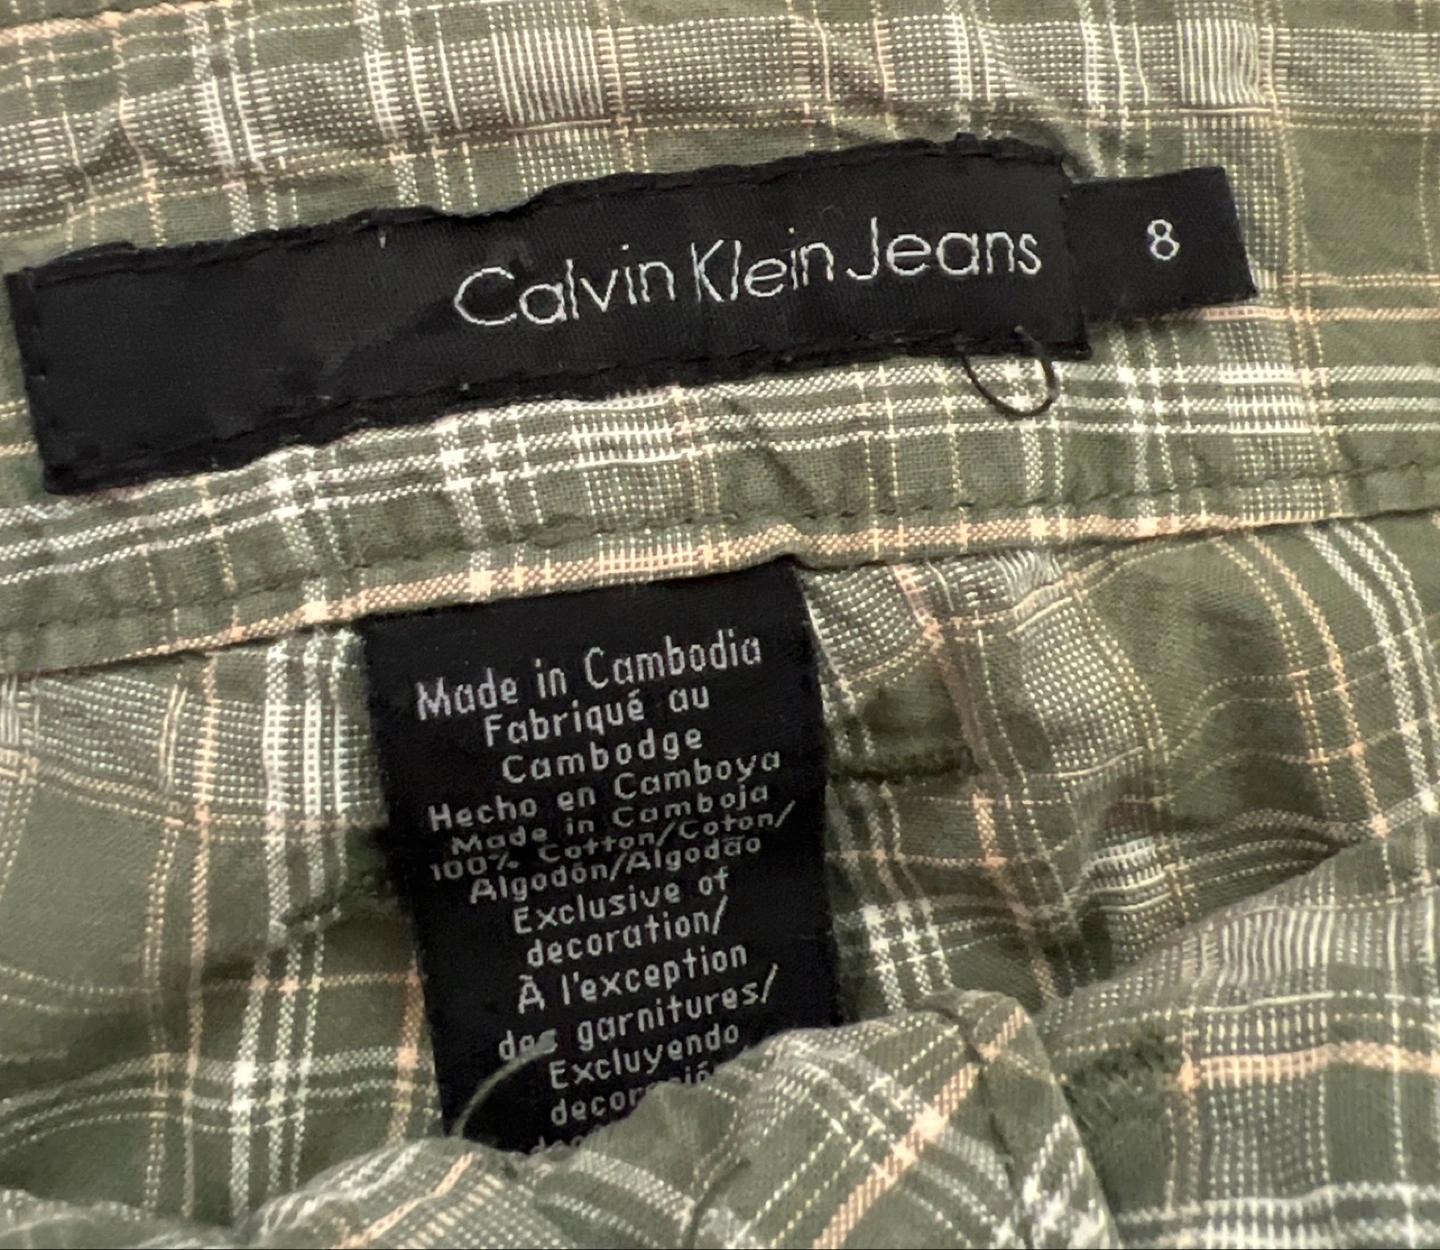 Calvin Klein Jeans 8
Made in Cambodia
Fabriqué au
Cambodge
Hecho en Camboya
Made in Camboja
100% Cotton/Coton/
Algodón/Algodão
Exclusive of
decoration/
À l'exception
des garnitures/
Excluyendo